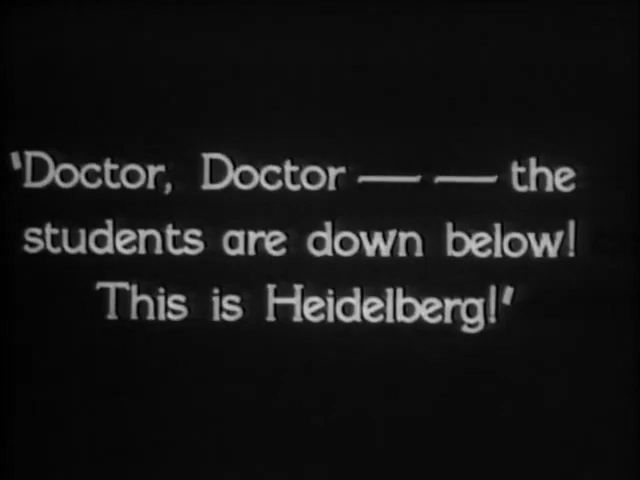 'Doctor, Doctor — — the
students are down below!
This is Heidelberg!'